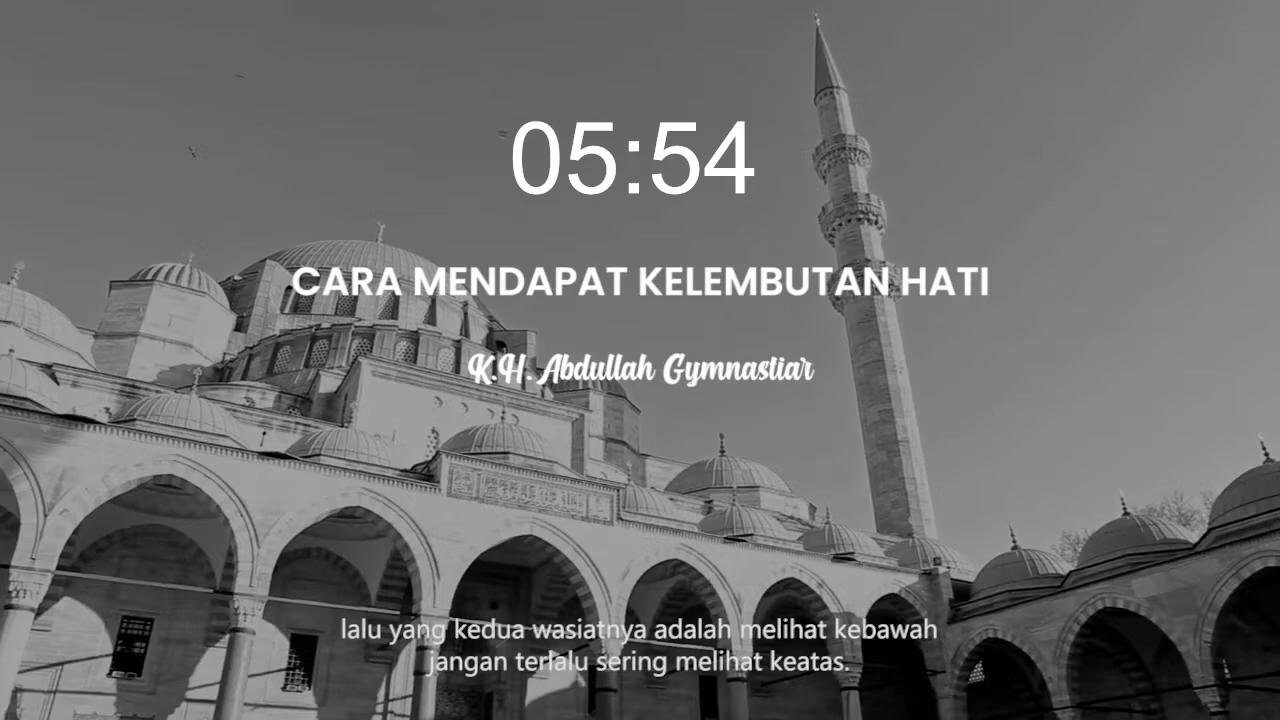 05:54
CARA MENDAPAT KELEMBUTAN HATI
K.H. Abdullah Gymnastiar
lalu yang kedua wasiatnya adalah melihat kebawah
jangan terlalu sering melihat keatas.